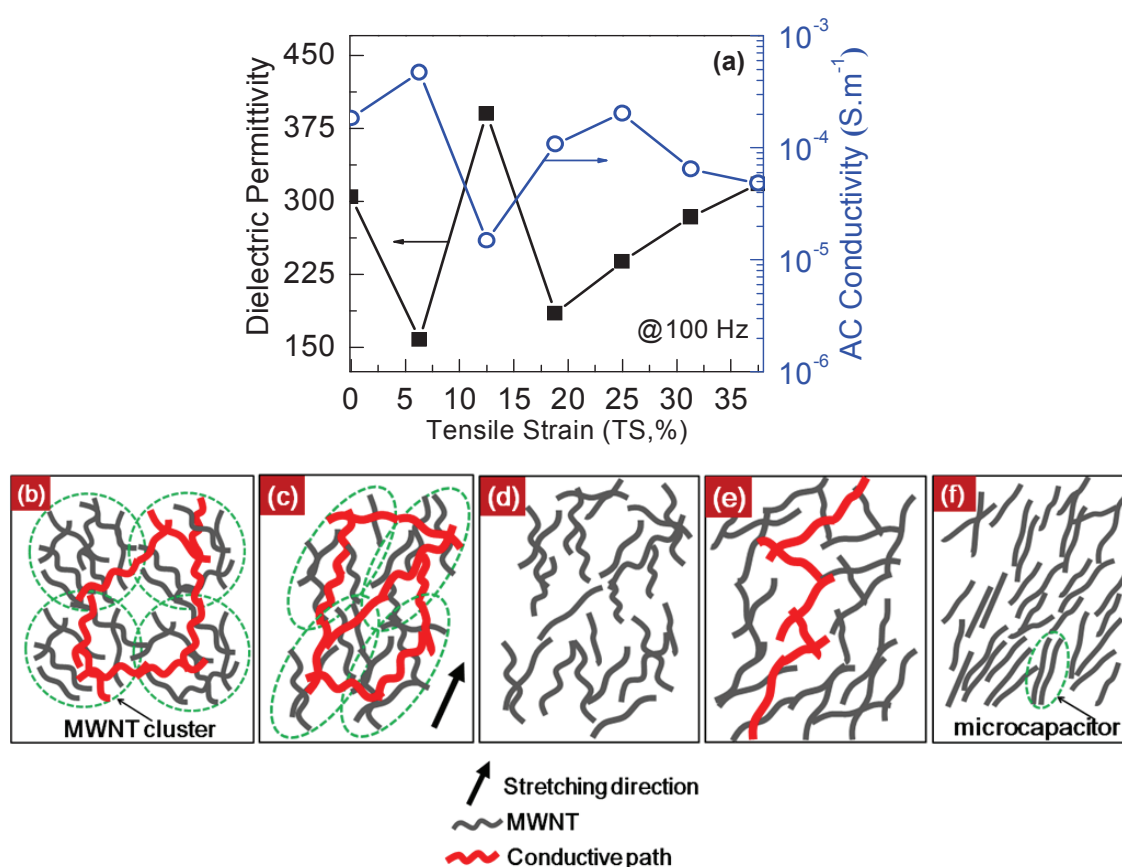 (a)
Dielectric Permittivity
450
375
300
225
150
10⁻³
10⁻⁴
10⁻⁵
10⁻⁶
AC Conductivity (S.m⁻¹)
@100 Hz
0 5 10 15 20 25 30 35
Tensile Strain (TS,%)
(b)
(c)
(d)
(e)
(f)
MWNT cluster
microcapacitor
Stretching direction
MWNT
Conductive path